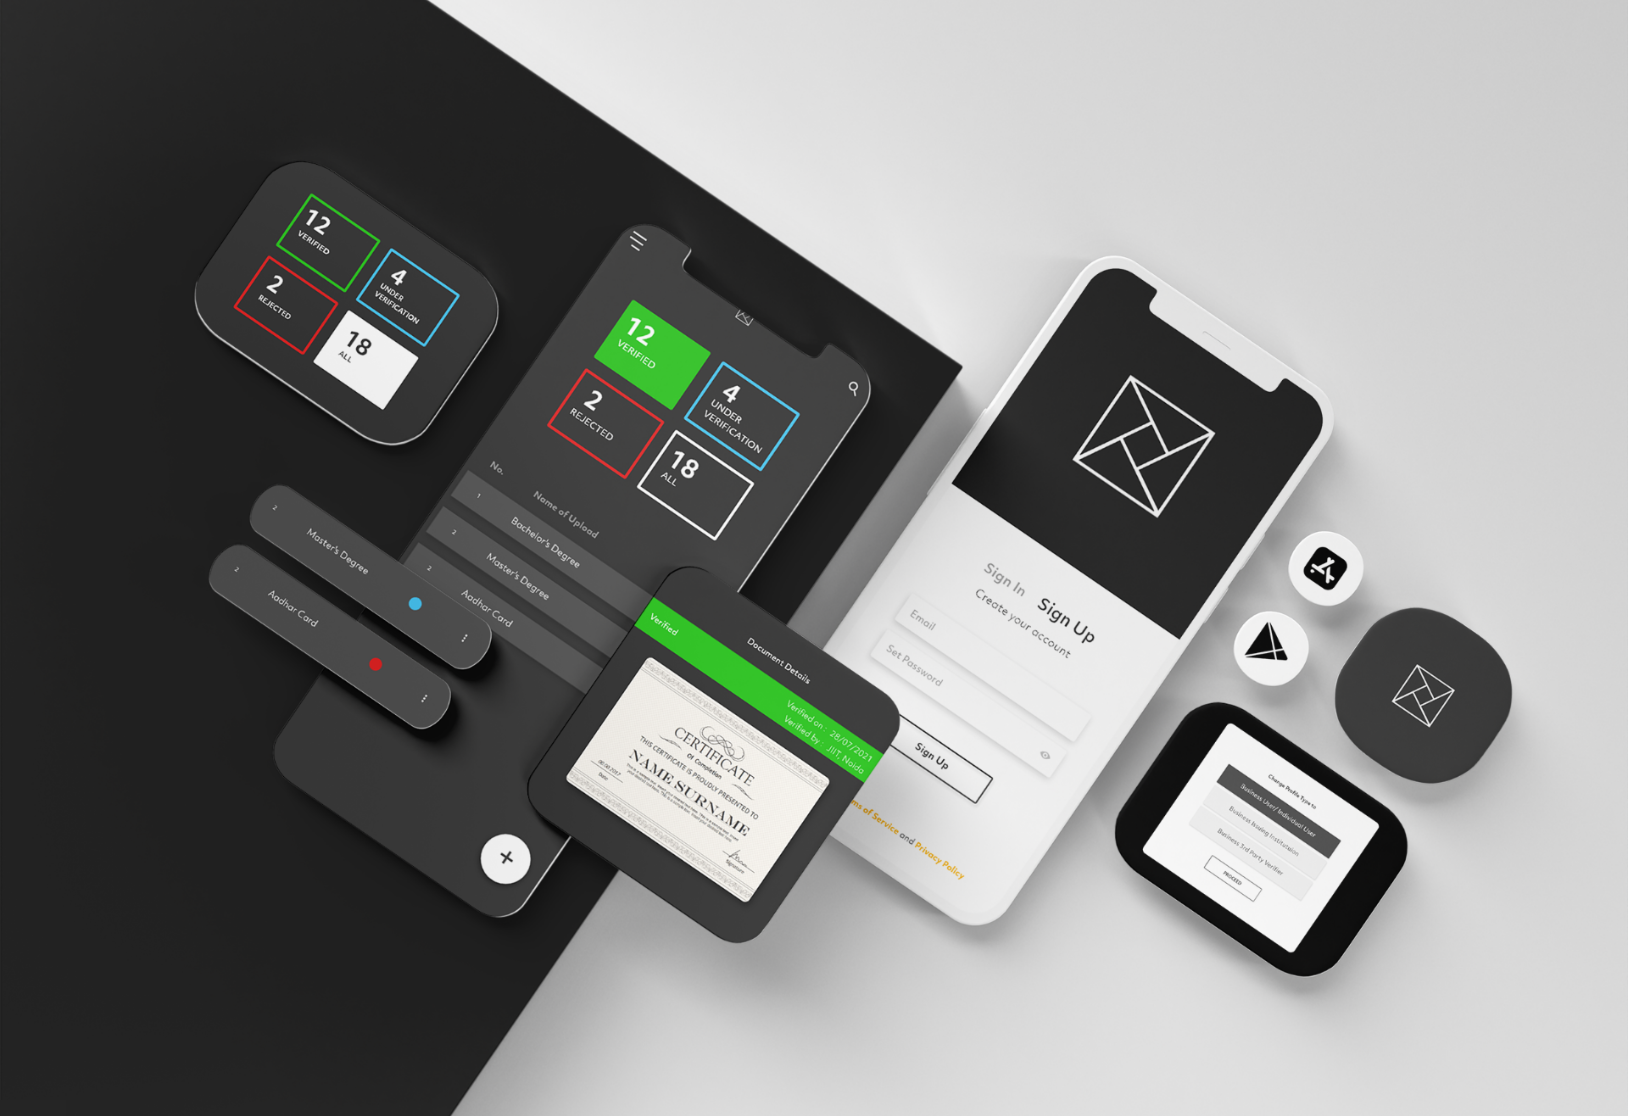 12
VERIFIED
4
UNDER
VERIFICATION
2
REJECTED
18
ALL
12
VERIFIED
4
UNDER
VERIFICATION
2
REJECTED
18
ALL
No.
Name of Upload
1 Bachelor's Degree
2 Master's Degree
2 Aadhar Card
2 Master's Degree
2 Aadhar Card
+
Document Details
Verified
Verified on : 28/07/2021
Verified by : JIIT, Noida
CERTIFICATE
Of Completion
THIS CERTIFICATE IS PROUDLY PRESENTED TO
NAME SURNAME
Date
Signature
Sign In Sign Up
Create your account
Email
Set Password
Sign Up
of Service and Privacy Policy
Change Profile Type to
Business User/ Individual User
Business Issuing Instituition
Business 3rd Party Verifier
PROCEED